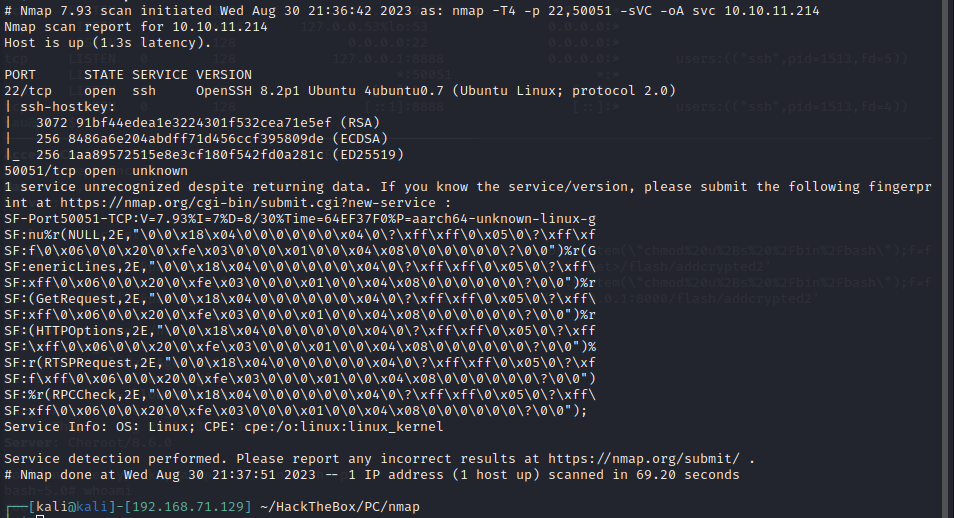 # Nmap 7.93 scan initiated Wed Aug 30 21:36:42 2023 as: nmap -T4 -p 22,50051 -sVC -oA svc 10.10.11.214
Nmap scan report for 10.10.11.214
Host is up (1.3s latency).
PORT      STATE SERVICE VERSION
22/tcp    open  ssh     OpenSSH 8.2p1 Ubuntu 4ubuntu0.7 (Ubuntu Linux; protocol 2.0)
| ssh-hostkey:
|   3072 91bf44edea1e3224301f532cea71e5ef (RSA)
|   256 8486a6e204abdff71d456ccf395809de (ECDSA)
|_  256 1aa89572515e8e3cf180f542fd0a281c (ED25519)
50051/tcp open  unknown
1 service unrecognized despite returning data. If you know the service/version, please submit the following fingerpr
int at https://nmap.org/cgi-bin/submit.cgi?new-service :
SF-Port50051-TCP:V=7.93%I=7%D=8/30%Time=64EF37F0%P=aarch64-unknown-linux-g
SF:nu%r(NULL,2E,"\0\0\x18\x04\0\0\0\0\0\0\x04\0\?\xff\xff\0\x05\0\?\xff\xf
SF:f\0\x06\0\0\x20\0\xfe\x03\0\0\0\x01\0\0\x04\x08\0\0\0\0\0\0\?\0\0")%r(G
SF:enericLines,2E,"\0\0\x18\x04\0\0\0\0\0\0\x04\0\?\xff\xff\0\x05\0\?\xff\
SF:xff\0\x06\0\0\x20\0\xfe\x03\0\0\0\x01\0\0\x04\x08\0\0\0\0\0\0\?\0\0")%r
SF:(GetRequest,2E,"\0\0\x18\x04\0\0\0\0\0\0\x04\0\?\xff\xff\0\x05\0\?\xff\
SF:xff\0\x06\0\0\x20\0\xfe\x03\0\0\0\x01\0\0\x04\x08\0\0\0\0\0\0\?\0\0")%r
SF:(HTTPOptions,2E,"\0\0\x18\x04\0\0\0\0\0\0\x04\0\?\xff\xff\0\x05\0\?\xff
SF:\xff\0\x06\0\0\x20\0\xfe\x03\0\0\0\x01\0\0\x04\x08\0\0\0\0\0\0\?\0\0")%
SF:r(RTSPRequest,2E,"\0\0\x18\x04\0\0\0\0\0\0\x04\0\?\xff\xff\0\x05\0\?\xf
SF:f\xff\0\x06\0\0\x20\0\xfe\x03\0\0\0\x01\0\0\x04\x08\0\0\0\0\0\0\?\0\0")
SF:%r(RPCCheck,2E,"\0\0\x18\x04\0\0\0\0\0\0\x04\0\?\xff\xff\0\x05\0\?\xff\
SF:xff\0\x06\0\0\x20\0\xfe\x03\0\0\0\x01\0\0\x04\x08\0\0\0\0\0\0\?\0\0");
Service Info: OS: Linux; CPE: cpe:/o:linux:linux_kernel
Service detection performed. Please report any incorrect results at https://nmap.org/submit/ .
# Nmap done at Wed Aug 30 21:37:51 2023 -- 1 IP address (1 host up) scanned in 69.20 seconds
┌──[kali@kali]-[192.168.71.129] ~/HackTheBox/PC/nmap